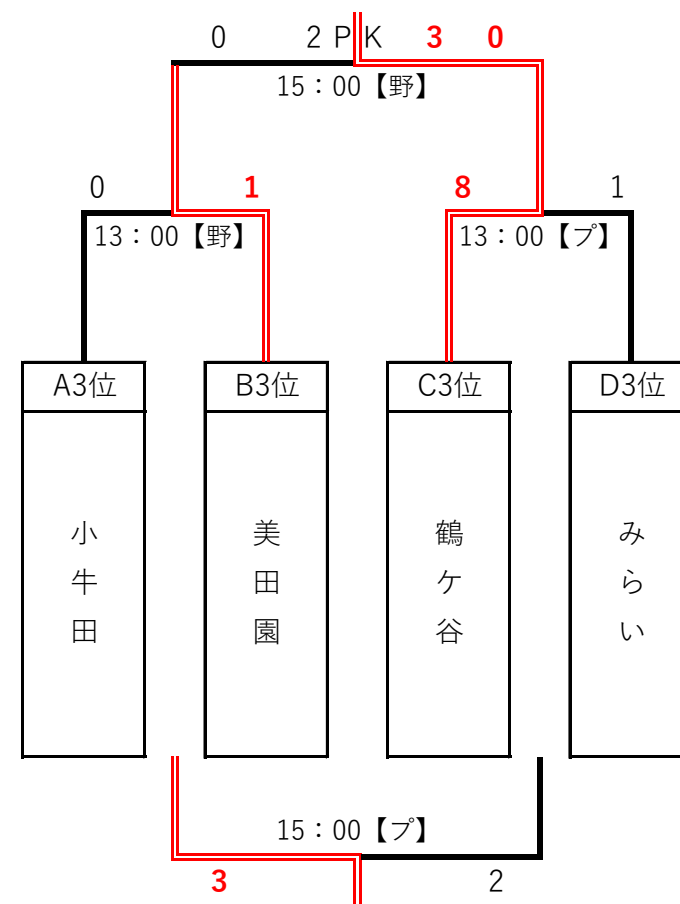 0 2 PK 3 0
15：00【野】
0 1 8 1
13：00【野】 13：00【プ】
A3位 B3位 C3位 D3位
小牛田 美田園 鶴ケ谷 みらい
15：00【プ】
3 2